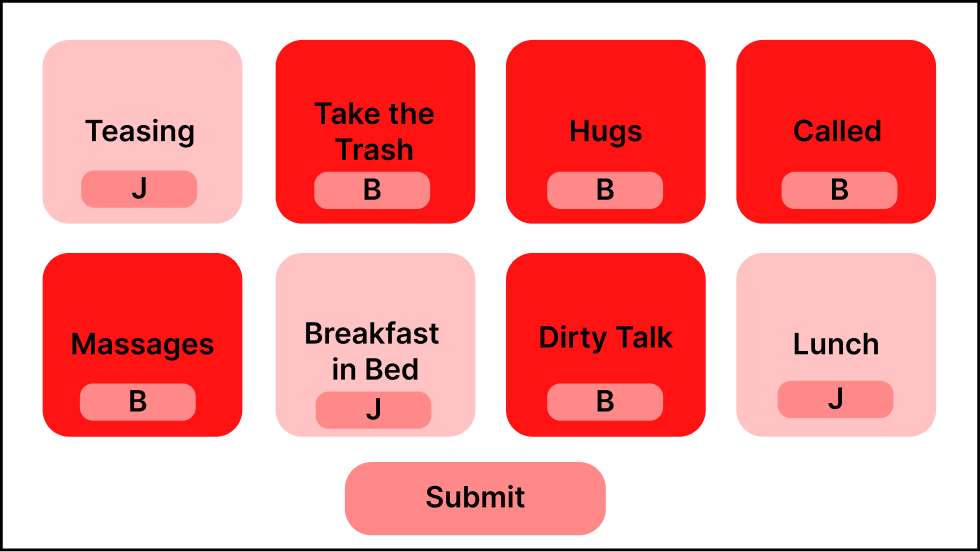 Teasing
J
Take the
Trash
B
Hugs
B
Called
B
Massages
B
Breakfast
in Bed
J
Dirty Talk
B
Lunch
J
Submit